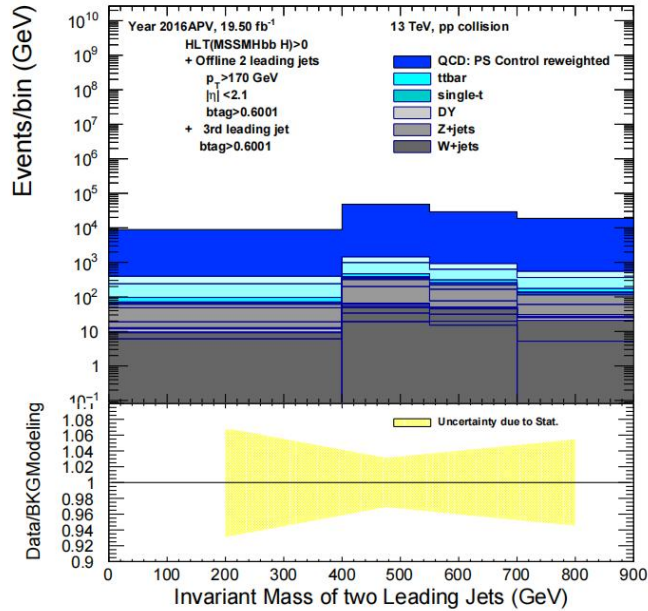 Year 2016APV, 19.50 fb⁻¹
13 TeV, pp collision
HLT(MSSMHbb H)>0
+ Offline 2 leading jets
p_T>170 GeV
|η| <2.1
btag>0.6001
+ 3rd leading jet
btag>0.6001
QCD: PS Control reweighted
ttbar
single-t
DY
Z+jets
W+jets
Events/bin (GeV)
10¹⁰
10⁹
10⁸
10⁷
10⁶
10⁵
10⁴
10³
10²
10
1
10⁻¹
Uncertainty due to Stat.
Data/BKGModeling
1.1
1.08
1.06
1.04
1.02
1
0.98
0.96
0.94
0.92
0.9
0 100 200 300 400 500 600 700 800 900
Invariant Mass of two Leading Jets (GeV)